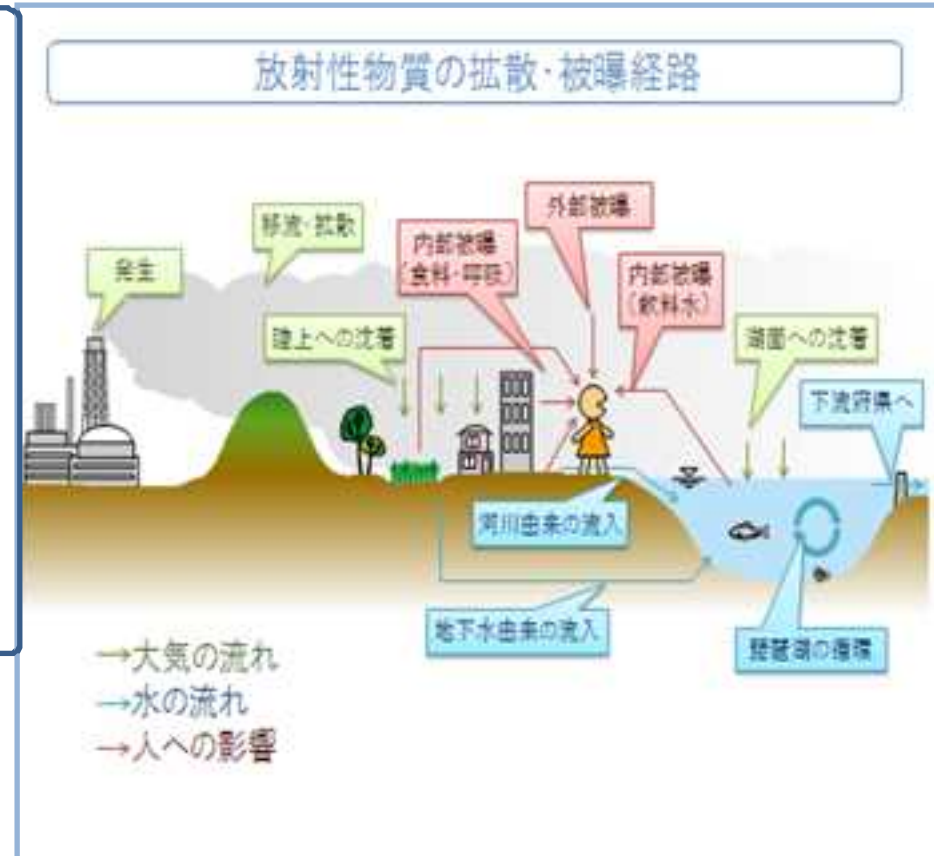 放射性物質の拡散・被曝経路
外部被曝
移流・拡散
内部被曝
（食料・呼吸）
発生
内部被曝
（飲料水）
陸上への沈着
湖面への沈着
下流府県へ
河川由来の流入
地下水由来の流入
琵琶湖の循環
→大気の流れ
→水の流れ
→人への影響